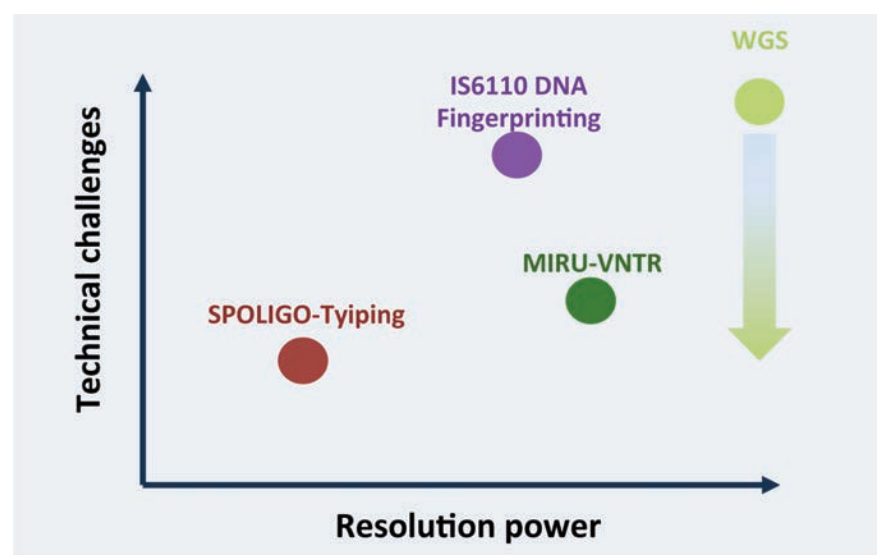 WGS
IS6110 DNA
Fingerprinting
MIRU-VNTR
SPOLIGO-Tyiping
Technical challenges
Resolution power